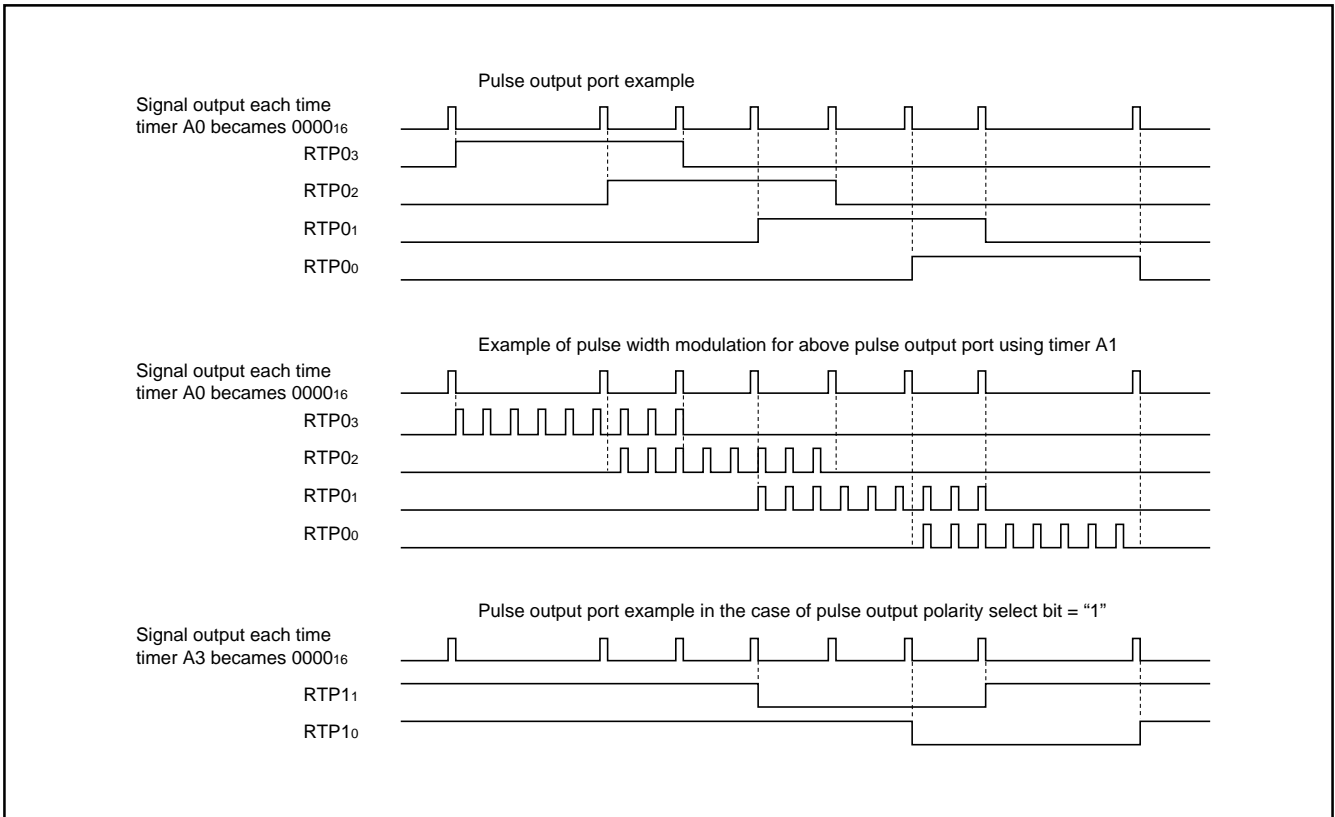 Pulse output port example
Signal output each time
timer A0 becames 0000₁₆
RTP0₃
RTP0₂
RTP0₁
RTP0₀
Example of pulse width modulation for above pulse output port using timer A1
Signal output each time
timer A0 becames 0000₁₆
RTP0₃
RTP0₂
RTP0₁
RTP0₀
Pulse output port example in the case of pulse output polarity select bit = “1”
Signal output each time
timer A3 becames 0000₁₆
RTP1₁
RTP1₀